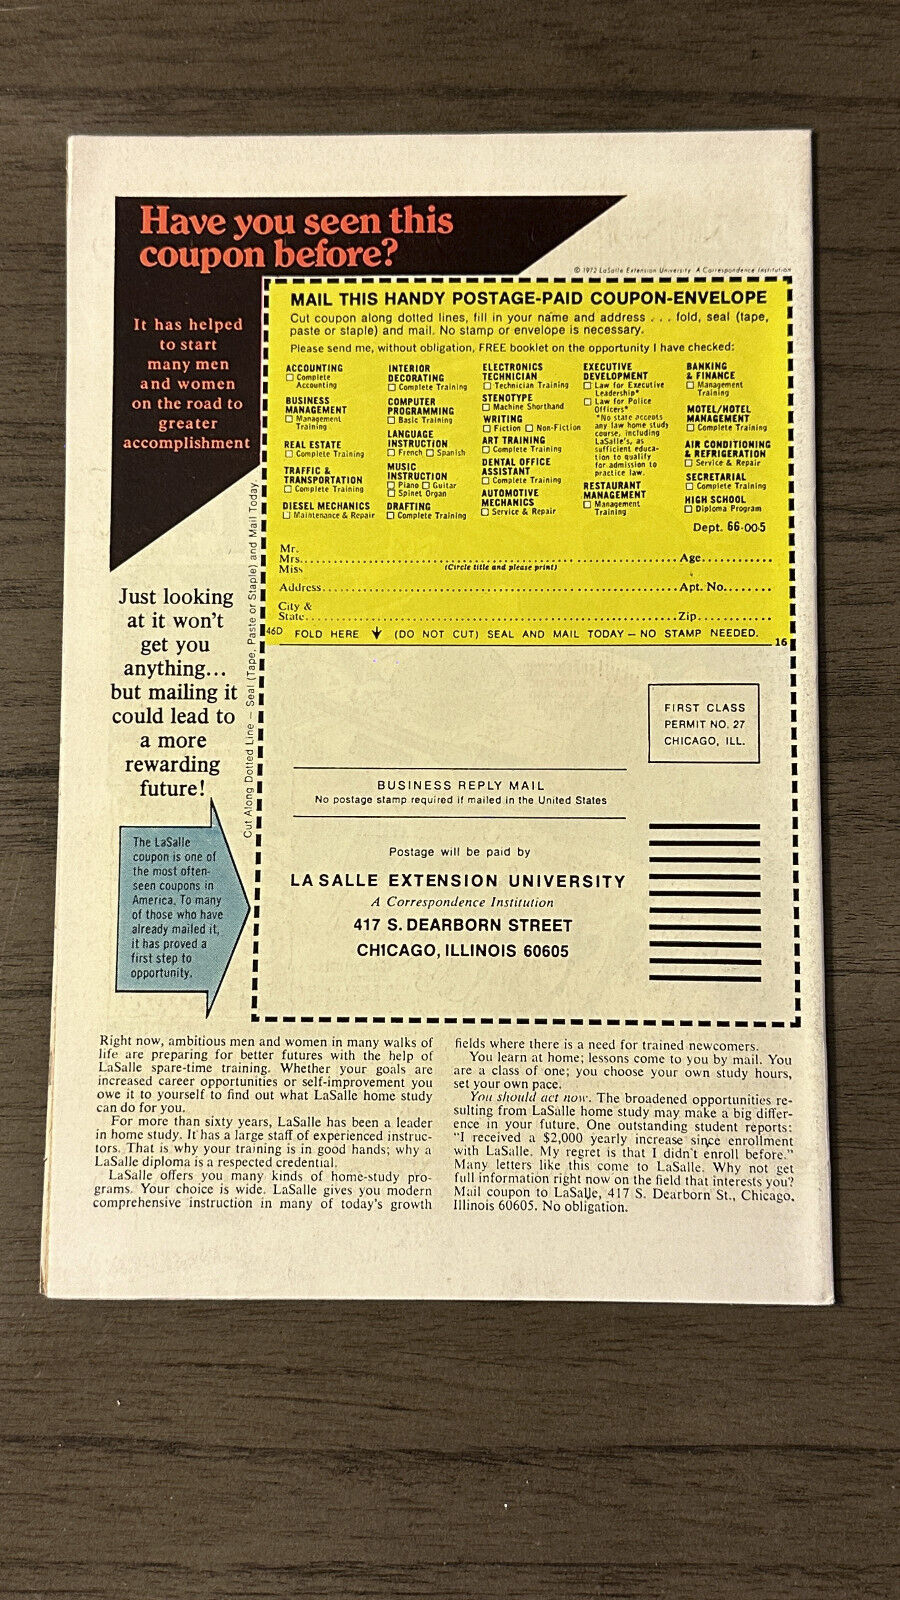 Have you seen this
coupon before?
© 1972 LaSalle Extension University A Correspondence Institution
It has helped
to start
many men
and women
on the road to
greater
accomplishment
Just looking
at it won't
get you
anything...
but mailing it
could lead to
a more
rewarding
future!
The LaSalle
coupon is one of
the most often-
seen coupons in
America. To many
of those who have
already mailed it,
it has proved a
first step to
opportunity.
Cut Along Dotted Line — Seal (Tape, Paste or Staple) and Mail Today.
MAIL THIS HANDY POSTAGE-PAID COUPON-ENVELOPE
Cut coupon along dotted lines, fill in your name and address . . . fold, seal (tape,
paste or staple) and mail. No stamp or envelope is necessary.
Please send me, without obligation, FREE booklet on the opportunity I have checked:
ACCOUNTING
Complete
Accounting
BUSINESS
MANAGEMENT
Management
Training
REAL ESTATE
Complete Training
TRAFFIC &
TRANSPORTATION
Complete Training
DIESEL MECHANICS
Maintenance & Repair
INTERIOR
DECORATING
Complete Training
COMPUTER
PROGRAMMING
Basic Training
LANGUAGE
INSTRUCTION
French Spanish
MUSIC
INSTRUCTION
Piano Guitar
Spinet Organ
DRAFTING
Complete Training
ELECTRONICS
TECHNICIAN
Technician Training
STENOTYPE
Machine Shorthand
WRITING
Fiction Non-Fiction
ART TRAINING
Complete Training
DENTAL OFFICE
ASSISTANT
Complete Training
AUTOMOTIVE
MECHANICS
Service & Repair
EXECUTIVE
DEVELOPMENT
Law for Executive
Leadership*
Law for Police
Officers*
*No state accepts
any law home study
course, including
LaSalle's, as
sufficient educa-
tion to qualify
for admission to
practice law.
RESTAURANT
MANAGEMENT
Management
Training
BANKING
& FINANCE
Management
Training
MOTEL/HOTEL
MANAGEMENT
Complete Training
AIR CONDITIONING
& REFRIGERATION
Service & Repair
SECRETARIAL
Complete Training
HIGH SCHOOL
Diploma Program
Dept. 66-005
Mr.
Mrs. Age
Miss (Circle title and please print)
Address Apt. No.
City &
State Zip
46D FOLD HERE (DO NOT CUT) SEAL AND MAIL TODAY — NO STAMP NEEDED. 16
FIRST CLASS
PERMIT NO. 27
CHICAGO, ILL.
BUSINESS REPLY MAIL
No postage stamp required if mailed in the United States
Postage will be paid by
LA SALLE EXTENSION UNIVERSITY
A Correspondence Institution
417 S. DEARBORN STREET
CHICAGO, ILLINOIS 60605
Right now, ambitious men and women in many walks of
life are preparing for better futures with the help of
LaSalle spare-time training. Whether your goals are
increased career opportunities or self-improvement you
owe it to yourself to find out what LaSalle home study
can do for you.
For more than sixty years, LaSalle has been a leader
in home study. It has a large staff of experienced instruc-
tors. That is why your training is in good hands; why a
LaSalle diploma is a respected credential.
LaSalle offers you many kinds of home-study pro-
grams. Your choice is wide. LaSalle gives you modern
comprehensive instruction in many of today's growth
fields where there is a need for trained newcomers.
You learn at home; lessons come to you by mail. You
are a class of one; you choose your own study hours,
set your own pace.
You should act now. The broadened opportunities re-
sulting from LaSalle home study may make a big differ-
ence in your future. One outstanding student reports:
"I received a $2,000 yearly increase since enrollment
with LaSalle. My regret is that I didn't enroll before."
Many letters like this come to LaSalle. Why not get
full information right now on the field that interests you?
Mail coupon to LaSalle, 417 S. Dearborn St., Chicago,
Illinois 60605. No obligation.